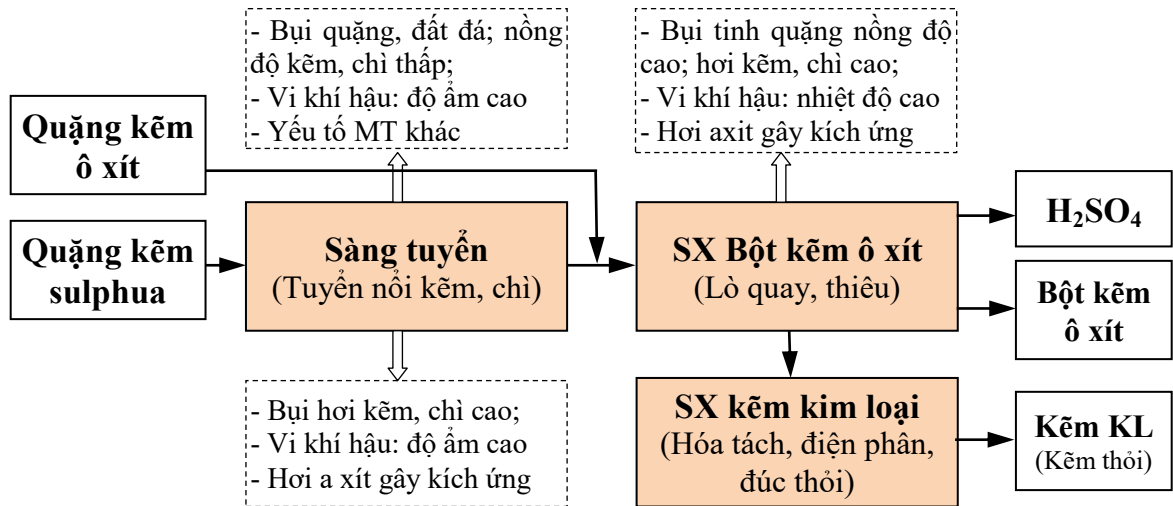 - Bụi quặng, đất đá; nồng
độ kẽm, chì thấp;
- Vi khí hậu: độ ẩm cao
- Yếu tố MT khác
- Bụi tinh quặng nồng độ
cao; hơi kẽm, chì cao;
- Vi khí hậu: nhiệt độ cao
- Hơi axit gây kích ứng
Quặng kẽm
ô xít
Quặng kẽm
sulphua
Sàng tuyển
(Tuyển nổi kẽm, chì)
SX Bột kẽm ô xít
(Lò quay, thiêu)
H₂SO₄
Bột kẽm
ô xít
- Bụi hơi kẽm, chì cao;
- Vi khí hậu: độ ẩm cao
- Hơi a xít gây kích ứng
SX kẽm kim loại
(Hóa tách, điện phân,
đúc thỏi)
Kẽm KL
(Kẽm thỏi)